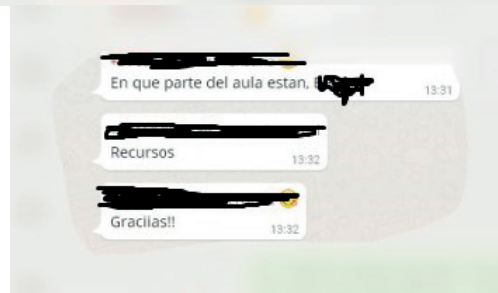 En que parte del aula estan,
13:31
Recursos
13:32
Graciias!!
13:32